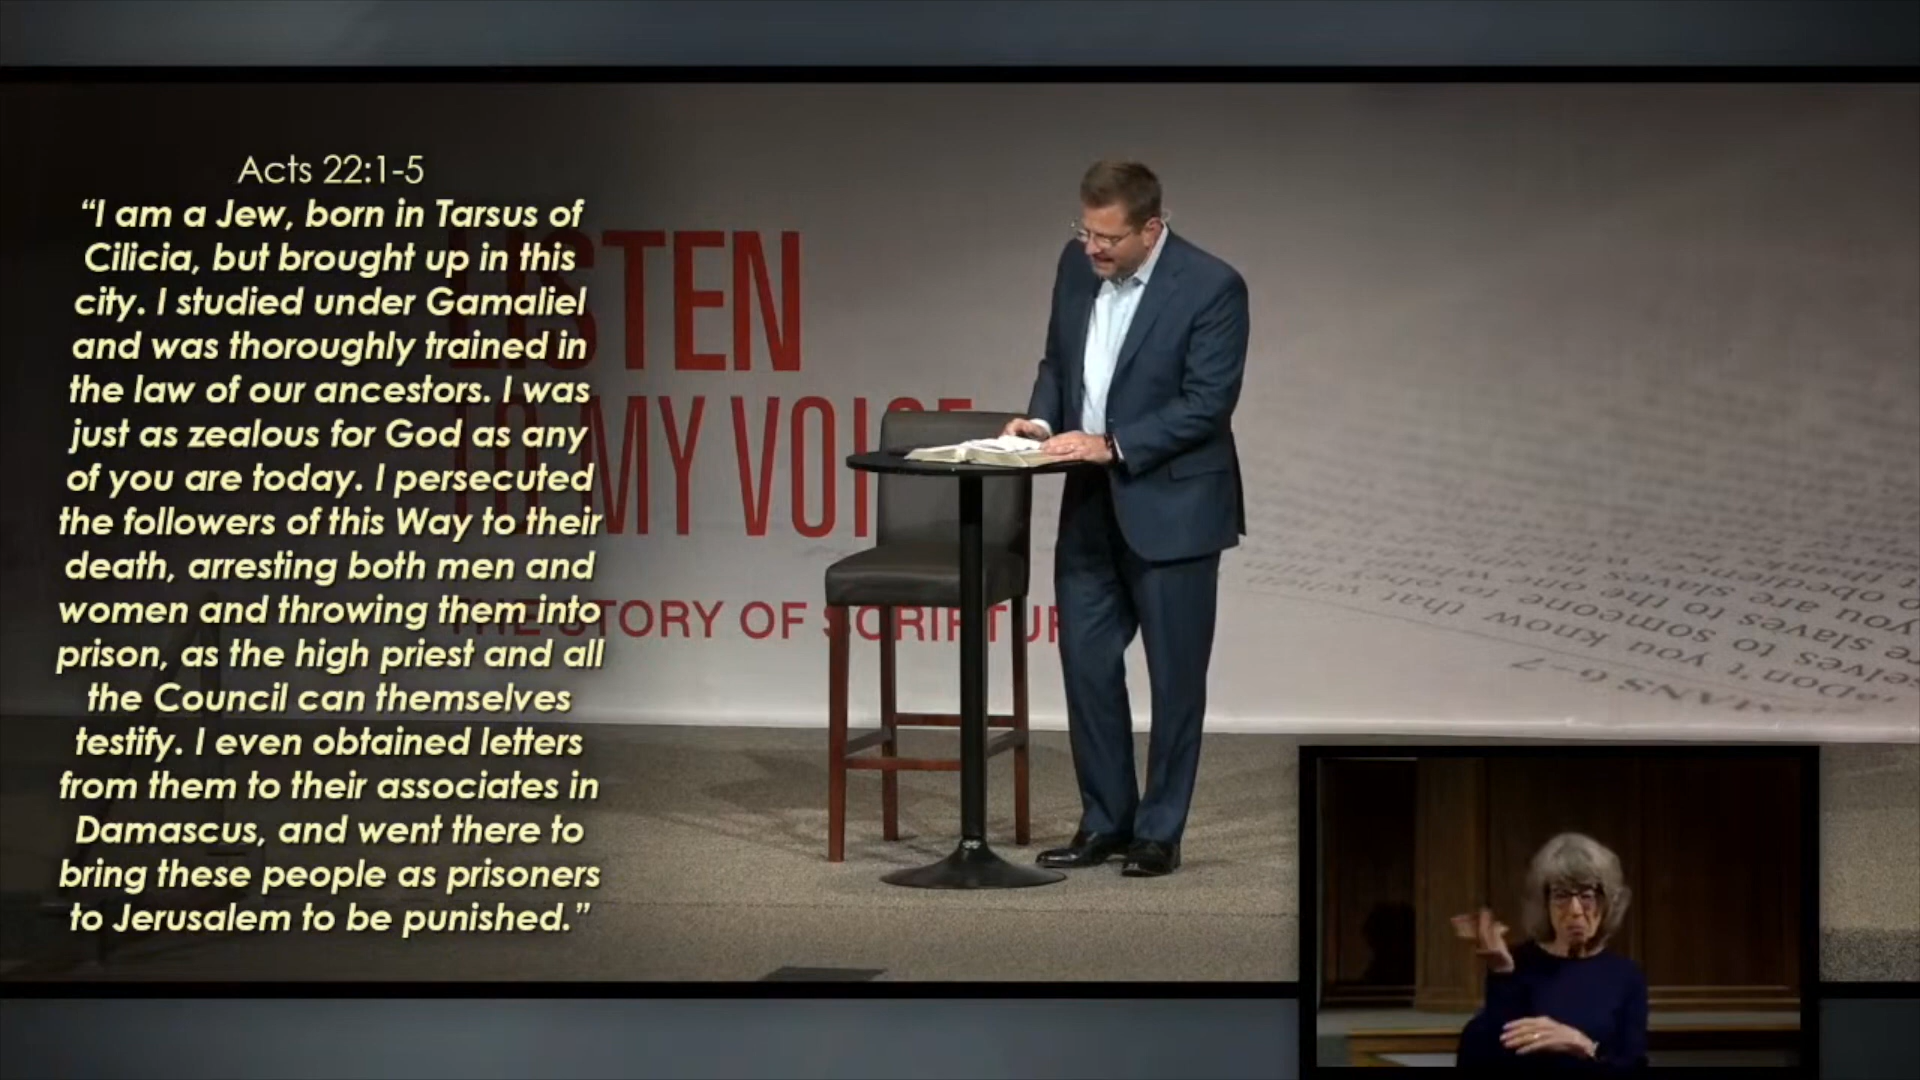 Acts 22:1-5
“I am a Jew, born in Tarsus of
Cilicia, but brought up in this
city. I studied under Gamaliel
and was thoroughly trained in
the law of our ancestors. I was
just as zealous for God as any
of you are today. I persecuted
the followers of this Way to their
death, arresting both men and
women and throwing them into
prison, as the high priest and all
the Council can themselves
testify. I even obtained letters
from them to their associates in
Damascus, and went there to
bring these people as prisoners
to Jerusalem to be punished.”
LISTEN
TO MY VOICE
THE STORY OF SCRIPTUR